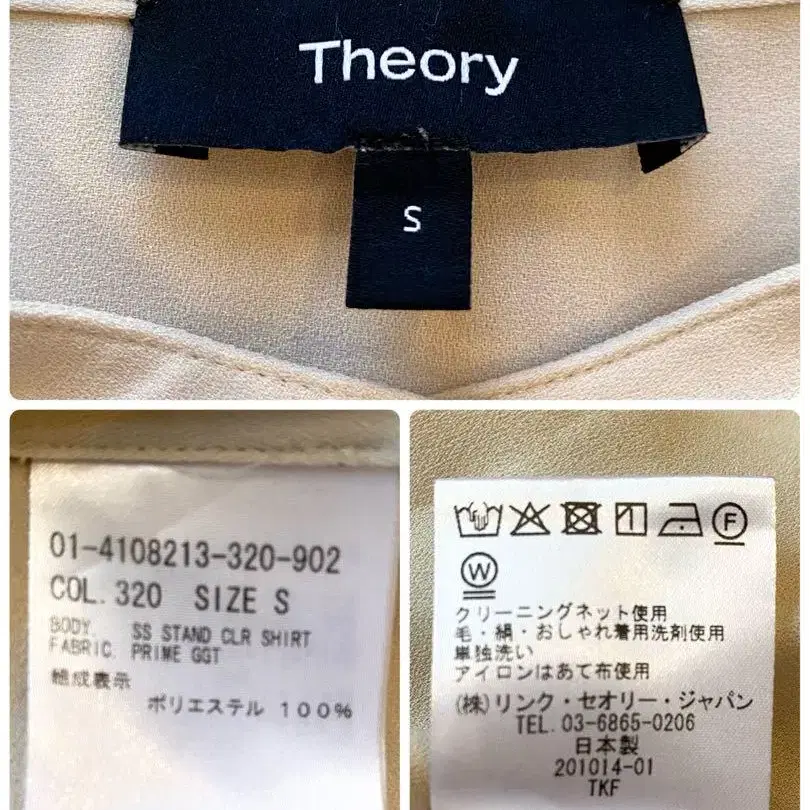 Theory
S
01-4108213-320-902
COL. 320 SIZE S
BODY. SS STAND CLR SHIRT
FABRIC. PRIME GGT
組成表示
ポリエステル 100%
F
W
クリーニングネット使用
毛・絹・おしゃれ着用洗剤使用
単独洗い
アイロンはあて布使用
(株)リンク・セオリー・ジャパン
TEL. 03-6865-0206
日本製
201014-01
TKF